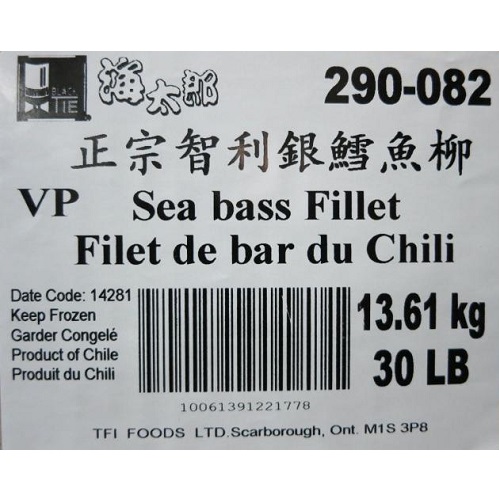 BLACK
TIE
海太郎
290-082
正宗智利銀鱈魚柳
VP Sea bass Fillet
Filet de bar du Chili
Date Code: 14281
Keep Frozen
Garder Congelé
Product of Chile
Produit du Chili
13.61 kg
30 LB
10061391221778
TFI FOODS LTD.Scarborough, Ont. M1S 3P8